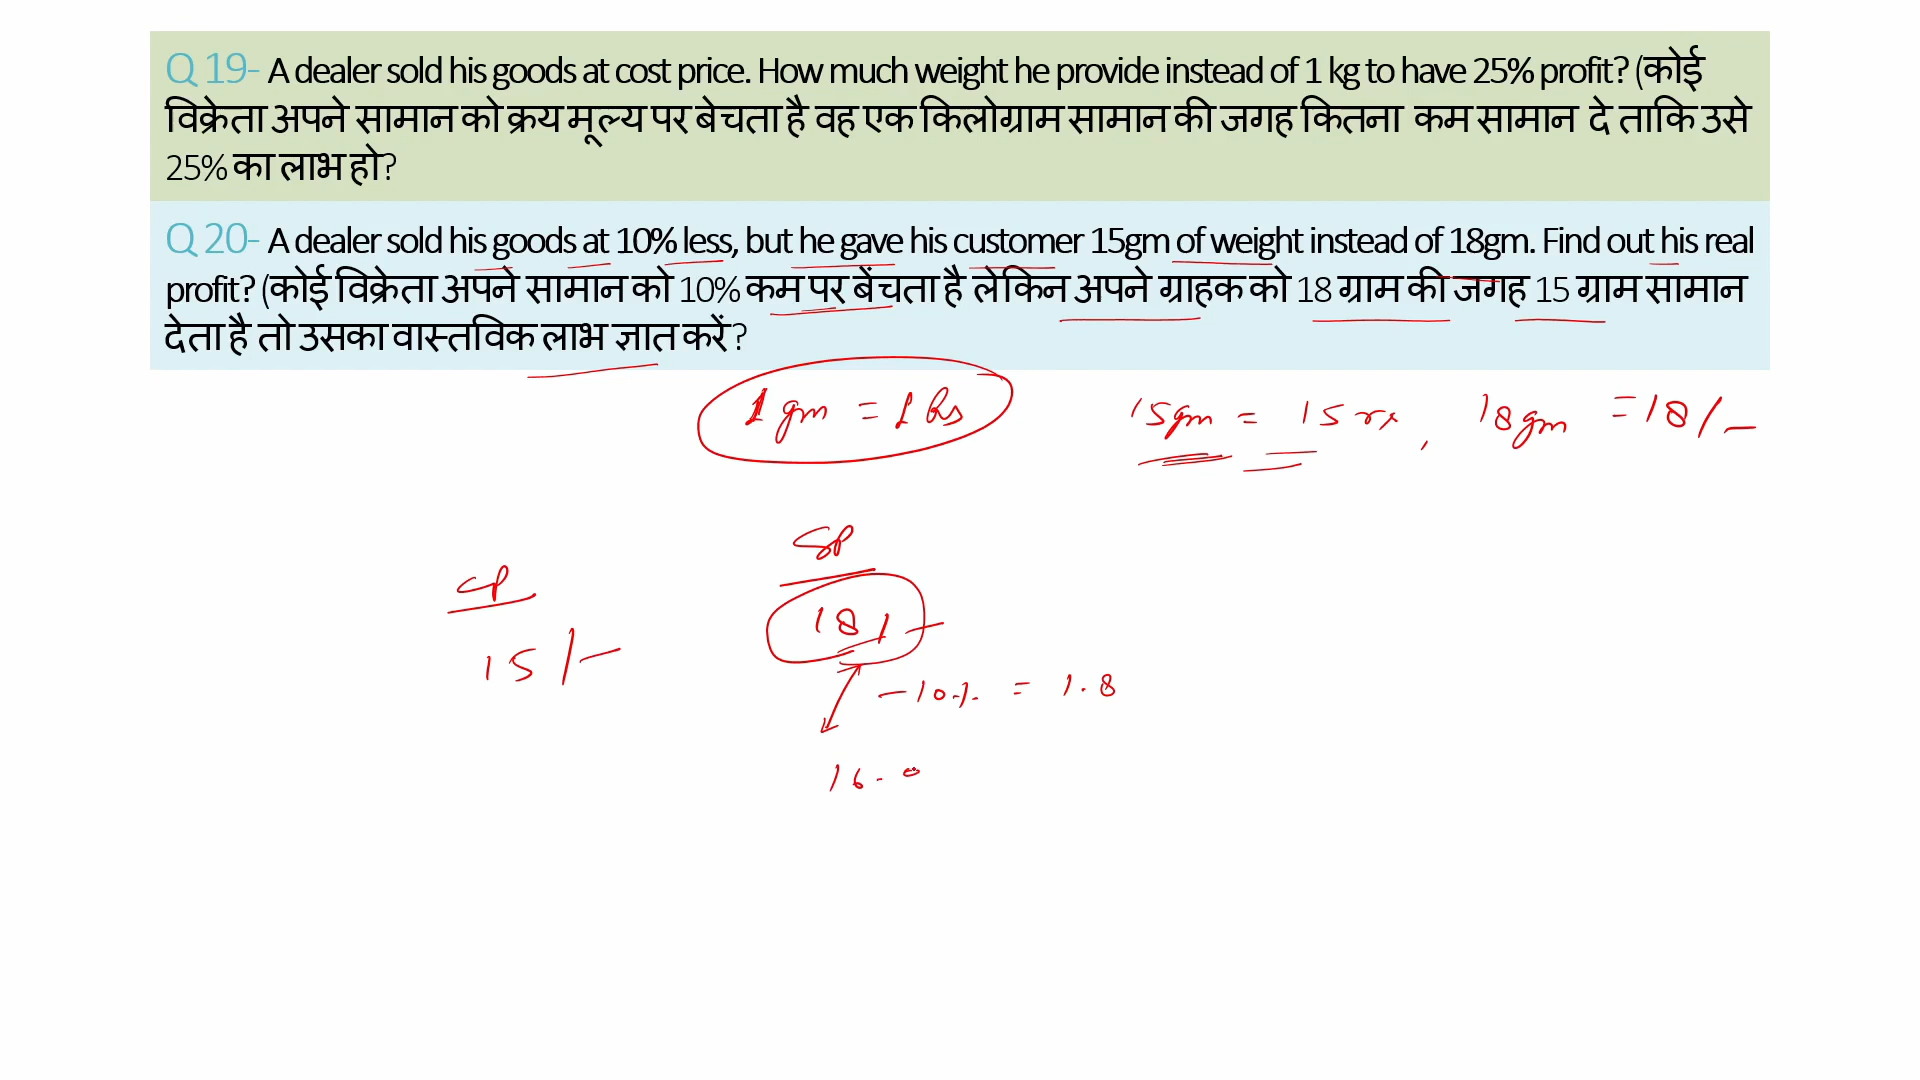 Q 19- A dealer sold his goods at cost price. How much weight he provide instead of 1 kg to have 25% profit? (कोई
विक्रेता अपने सामान को क्रय मूल्य पर बेचता है वह एक किलोग्राम सामान की जगह कितना कम सामान दे ताकि उसे
25% का लाभ हो?
Q 20- A dealer sold his goods at 10% less, but he gave his customer 15gm of weight instead of 18gm. Find out his real
profit? (कोई विक्रेता अपने सामान को 10% कम पर बेंचता है लेकिन अपने ग्राहक को 18 ग्राम की जगह 15 ग्राम सामान
देता है तो उसका वास्तविक लाभ ज्ञात करें?
1 gm = 1 Rs 15gm = 15 , 18gm = 18/-
SP
CP
18/-
15/-
-10% = 1.8
16.